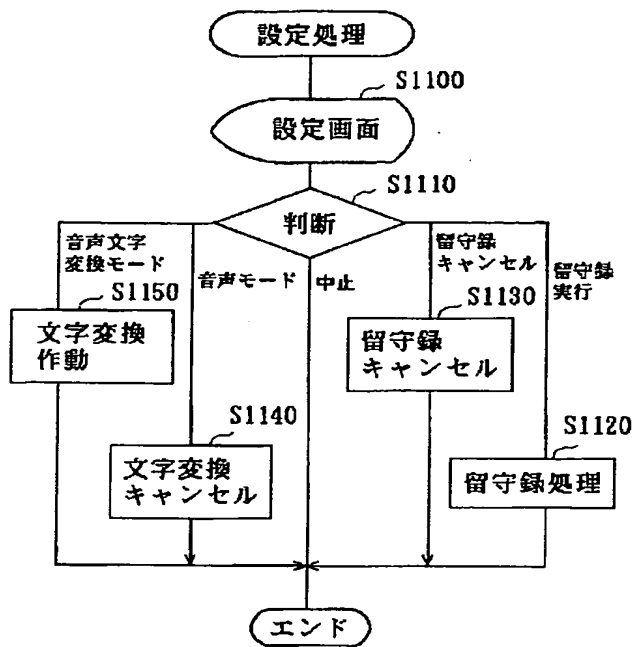 設定処理
S1100
設定画面
S1110
判断
音声文字
変換モード
音声モード
中止
留守録
キャンセル
留守録
実行
S1150
文字変換
作動
S1130
留守録
キャンセル
S1140
文字変換
キャンセル
S1120
留守録処理
エンド